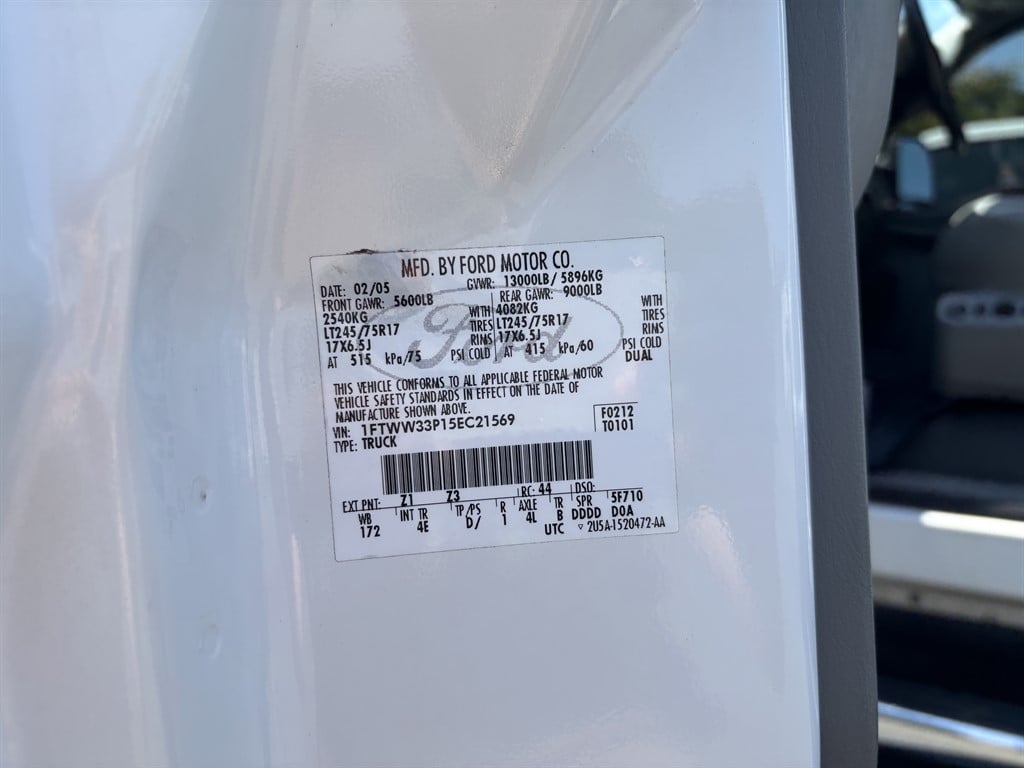 MFD. BY FORD MOTOR CO.
DATE: 02/05 GVWR: 13000LB/ 5896KG
FRONT GAWR: 5600LB REAR GAWR: 9000LB
2540KG WITH 4082KG WITH
LT245/75R17 TIRES LT245/75R17 TIRES
17X6.5J RINS 17X6.5J RINS
AT 515 kPa/75 PSI COLD AT 415 kPa/60 PSI COLD
DUAL
Ford
THIS VEHICLE CONFORMS TO ALL APPLICABLE FEDERAL MOTOR
VEHICLE SAFETY STANDARDS IN EFFECT ON THE DATE OF
MANUFACTURE SHOWN ABOVE.
VIN: 1FTWW33P15EC21569 F0212
TYPE: TRUCK T0101
EXT PNT: Z1 Z3 RC: 44 DSO:
WB INT TR TP/PS R AXLE TR SPR 5F710
172 4E D/ 1 4L B DDDD D0A
UTC ▽ 2U5A-1520472-AA